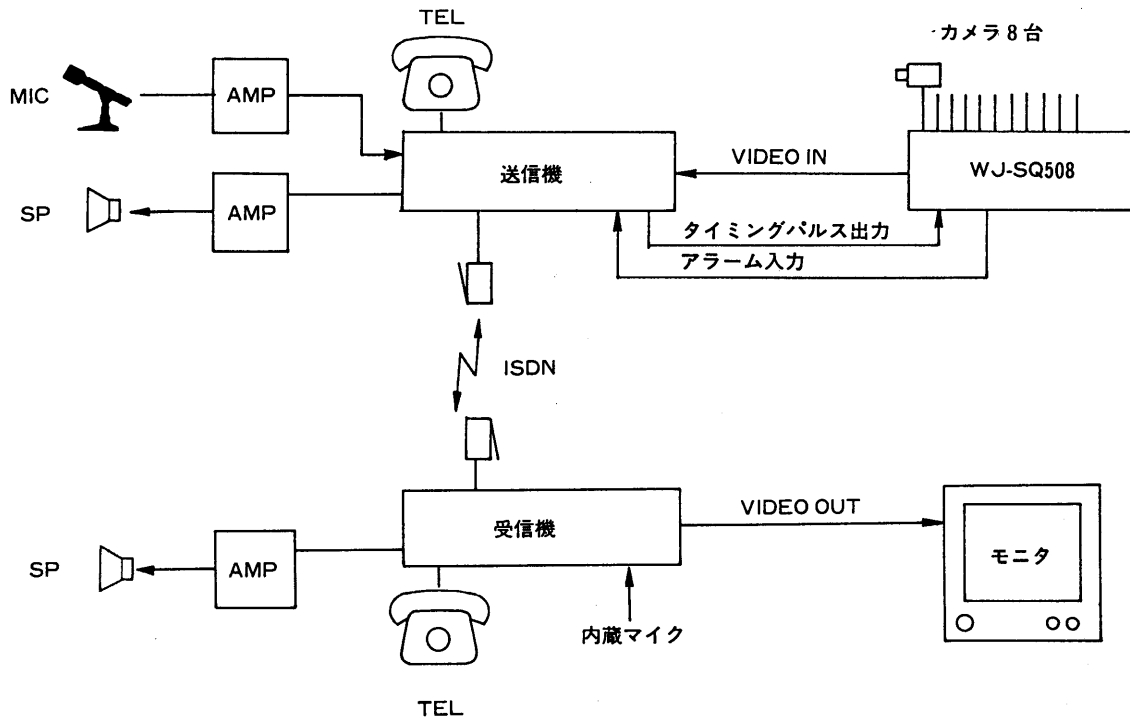 TEL
カメラ8台
MIC
AMP
送信機
VIDEO IN
WJ-SQ508
SP
AMP
タイミングパルス出力
アラーム入力
ISDN
受信機
VIDEO OUT
SP
AMP
モニタ
内蔵マイク
TEL